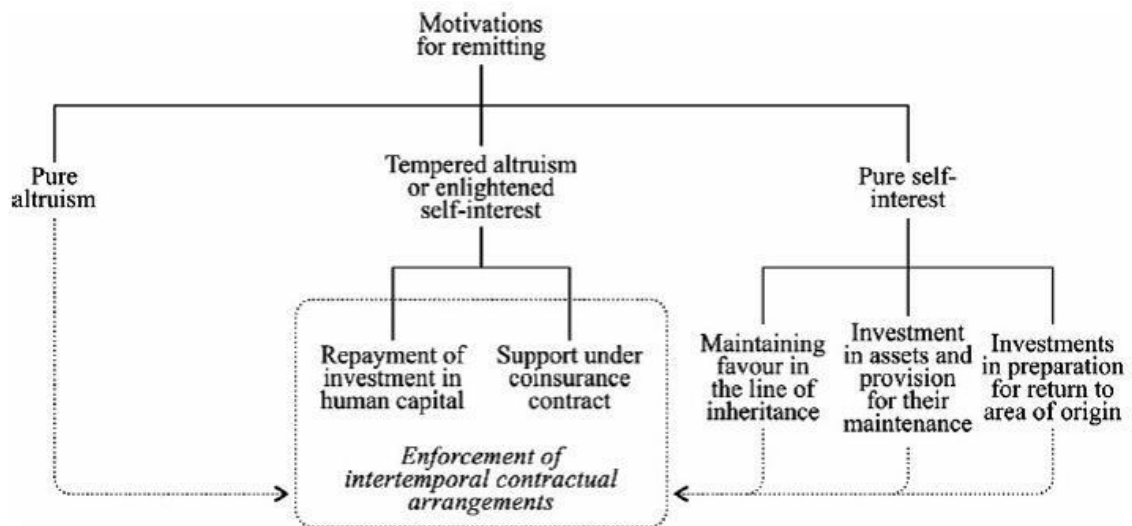 Motivations
for remitting
Pure
altruism
Tempered altruism
or enlightened
self-interest
Pure self-
interest
Repayment of
investment in
human capital
Support under
coinsurance
contract
Maintaining
favour in
the line of
inheritance
Investment
in assets and
provision
for their
maintenance
Investments
in preparation
for return to
area of origin
Enforcement of
intertemporal contractual
arrangements